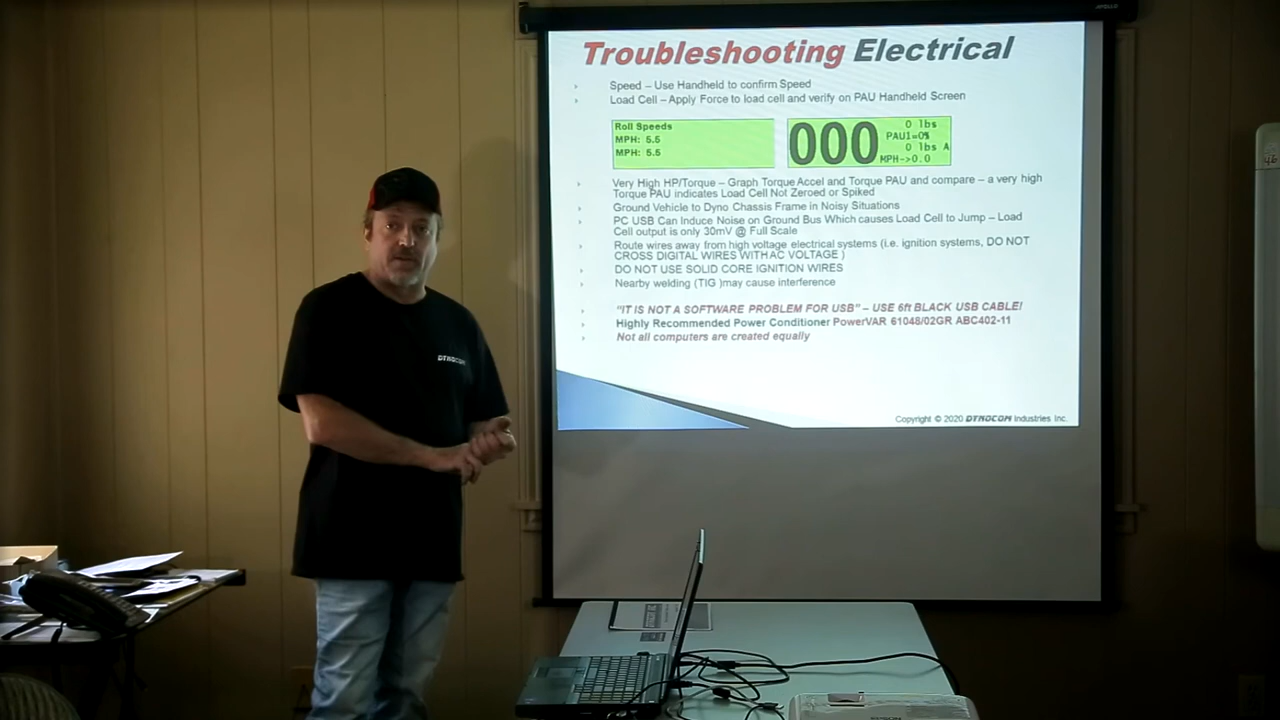 APOLLO
Troubleshooting Electrical
Speed – Use Handheld to confirm Speed
Load Cell – Apply Force to load cell and verify on PAU Handheld Screen
Roll Speeds
MPH: 5.5
MPH: 5.5
000
0 lbs
PAU1=0%
0 lbs A
MPH->0.0
Very High HP/Torque – Graph Torque Accel and Torque PAU and compare – a very high
Torque PAU indicates Load Cell Not Zeroed or Spiked
Ground Vehicle to Dyno Chassis Frame in Noisy Situations
PC USB Can Induce Noise on Ground Bus Which causes Load Cell to Jump – Load
Cell output is only 30mV @ Full Scale
Route wires away from high voltage electrical systems (i.e. ignition systems, DO NOT
CROSS DIGITAL WIRES WITH AC VOLTAGE )
DO NOT USE SOLID CORE IGNITION WIRES
Nearby welding (TIG )may cause interference
"IT IS NOT A SOFTWARE PROBLEM FOR USB" – USE 6ft BLACK USB CABLE!
Highly Recommended Power Conditioner PowerVAR 61048/02GR ABC402-11
Not all computers are created equally
Copyright © 2020 DYNOCOM Industries Inc.
DYNOCOM
EPSON